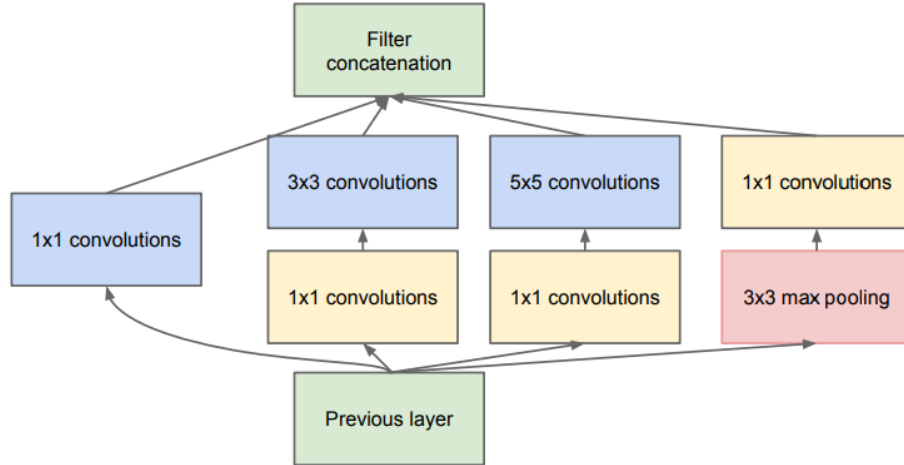 Filter
concatenation
3x3 convolutions
5x5 convolutions
1x1 convolutions
1x1 convolutions
1x1 convolutions
1x1 convolutions
3x3 max pooling
Previous layer